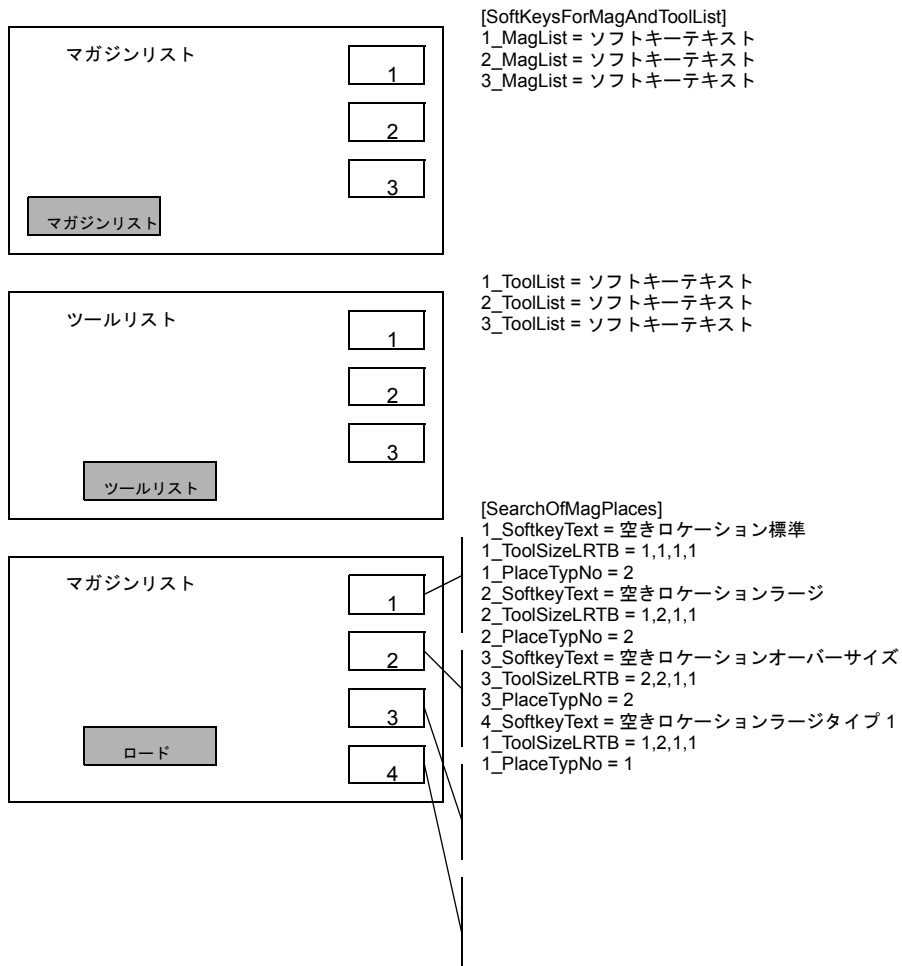 マガジンリスト
1
2
3
マガジンリスト
[SoftKeysForMagAndToolList]
1_MagList = ソフトキーテキスト
2_MagList = ソフトキーテキスト
3_MagList = ソフトキーテキスト
ツールリスト
1
2
3
ツールリスト
1_ToolList = ソフトキーテキスト
2_ToolList = ソフトキーテキスト
3_ToolList = ソフトキーテキスト
マガジンリスト
1
2
3
4
ロード
[SearchOfMagPlaces]
1_SoftkeyText = 空きロケーション標準
1_ToolSizeLRTB = 1,1,1,1
1_PlaceTypNo = 2
2_SoftkeyText = 空きロケーションラージ
2_ToolSizeLRTB = 1,2,1,1
2_PlaceTypNo = 2
3_SoftkeyText = 空きロケーションオーバーサイズ
3_ToolSizeLRTB = 2,2,1,1
3_PlaceTypNo = 2
4_SoftkeyText = 空きロケーションラージタイプ 1
1_ToolSizeLRTB = 1,2,1,1
1_PlaceTypNo = 1